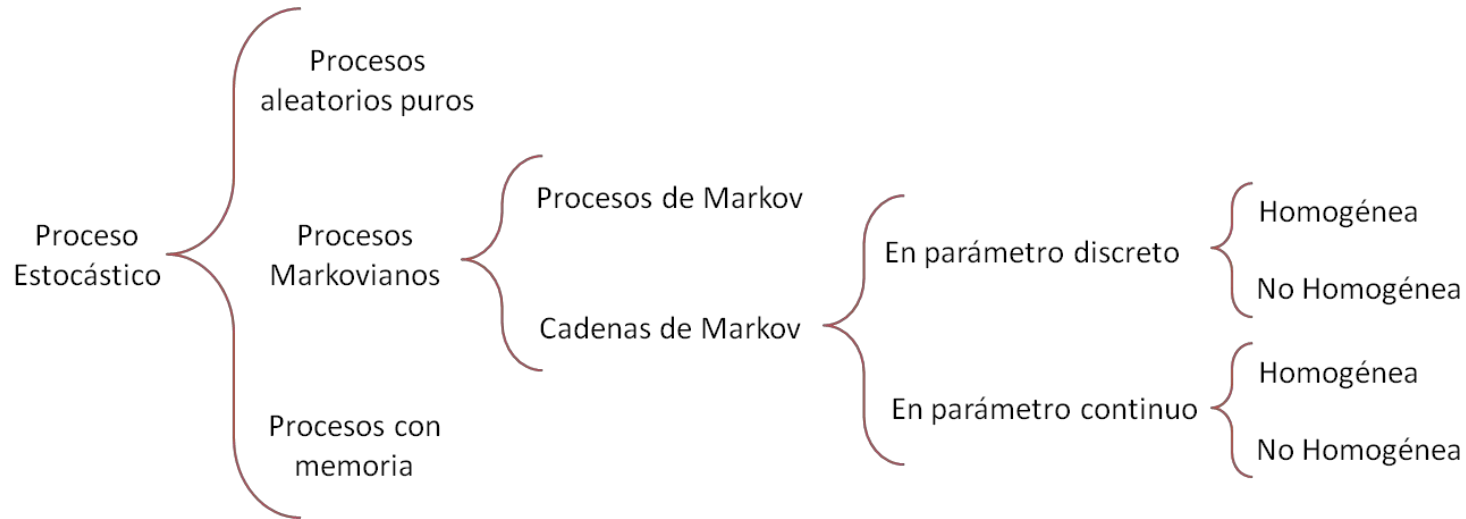 Proceso
Estocástico
Procesos
aleatorios puros
Procesos
Markovianos
Procesos con
memoria
Procesos de Markov
Cadenas de Markov
En parámetro discreto
En parámetro continuo
Homogénea
No Homogénea
Homogénea
No Homogénea